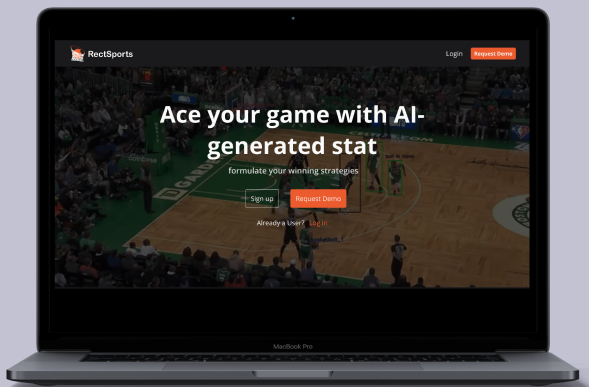 RectSports
Login
Request Demo
Ace your game with AI-
generated stat
formulate your winning strategies
Sign up
Request Demo
Already a User? Log In
MacBook Pro